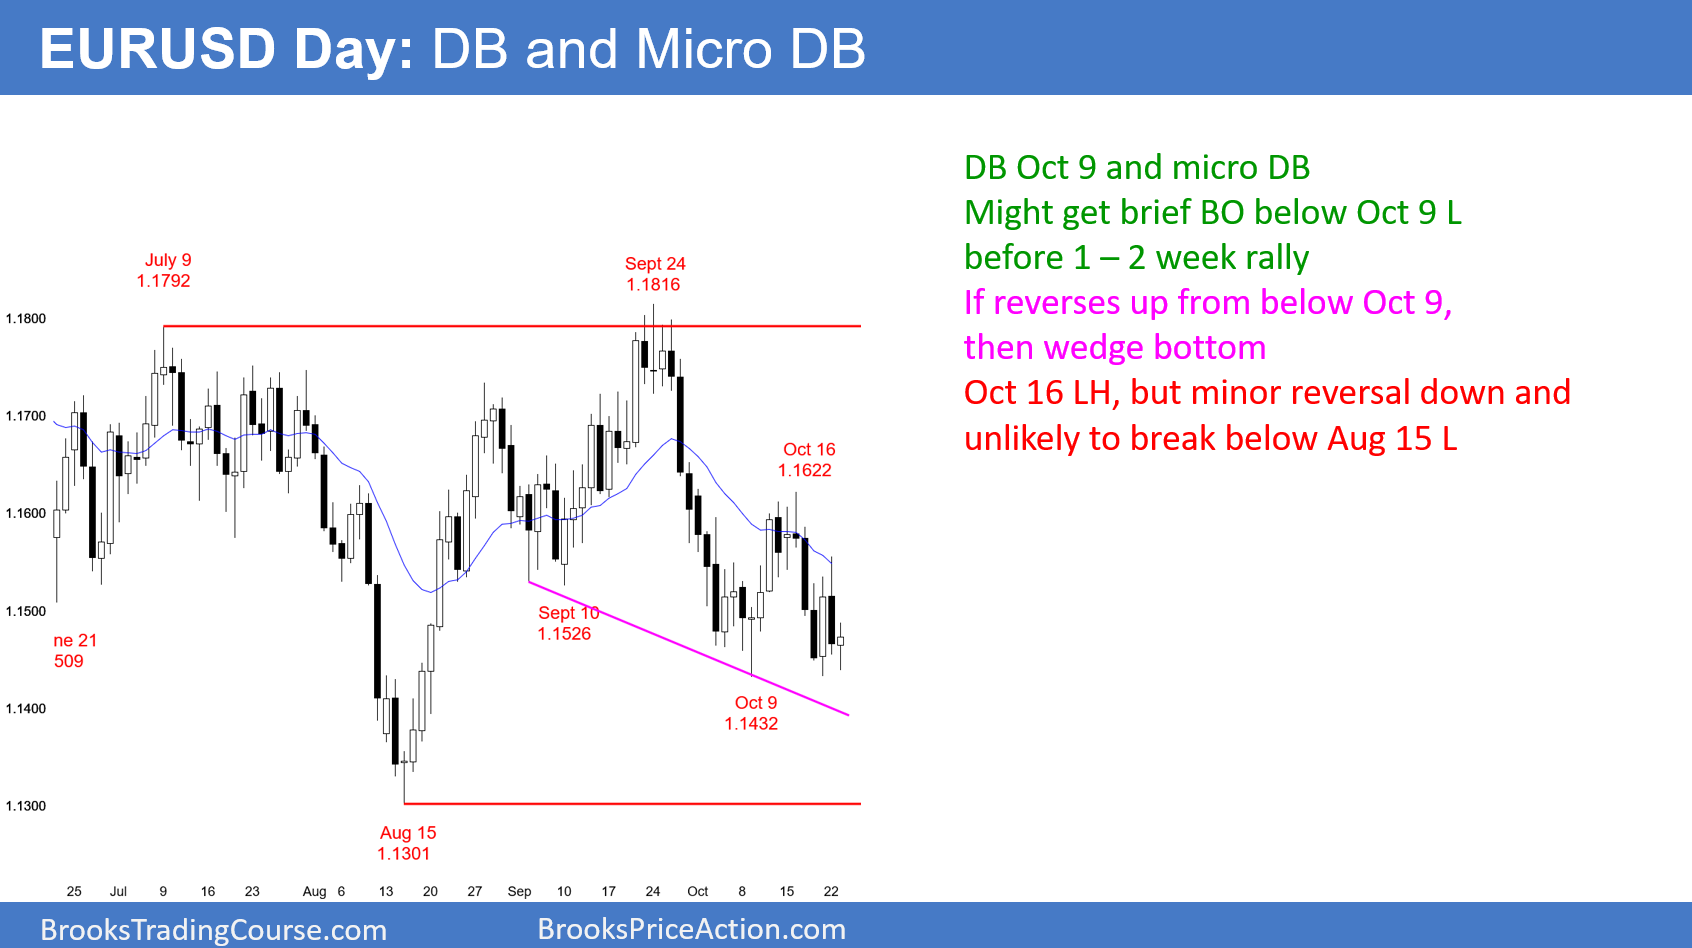 EURUSD Day: DB and Micro DB
DB Oct 9 and micro DB
Might get brief BO below Oct 9 L
before 1 – 2 week rally
If reverses up from below Oct 9,
then wedge bottom
Oct 16 LH, but minor reversal down and
unlikely to break below Aug 15 L
July 9
1.1792
Sept 24
1.1816
1.1800
1.1700
Oct 16
1.1622
1.1600
1.1500
Sept 10
1.1526
ne 21
509
1.1400
Oct 9
1.1432
1.1300
Aug 15
1.1301
25 Jul 9 16 23 Aug 6 13 20 27 Sep 10 17 24 Oct 8 15 22
BrooksTradingCourse.com
BrooksPriceAction.com